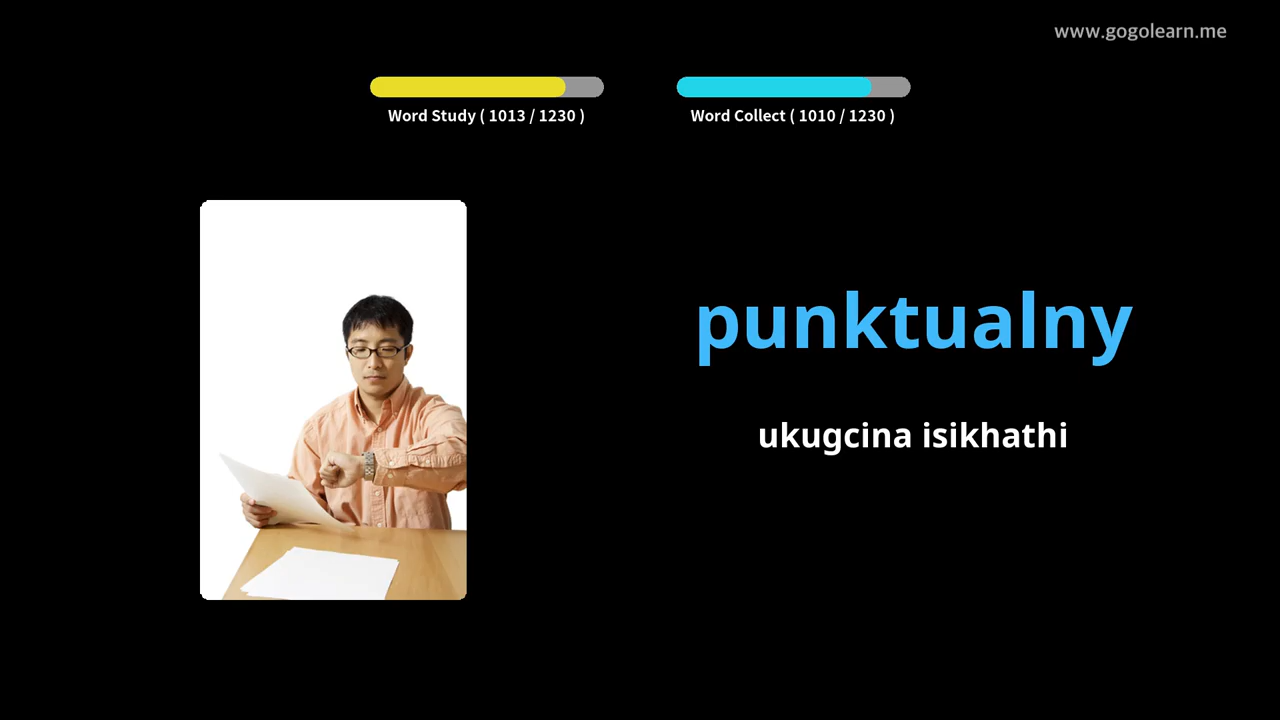 www.gogolearn.me
Word Study ( 1013 / 1230 )
Word Collect ( 1010 / 1230 )
punktualny
ukugcina isikhathi